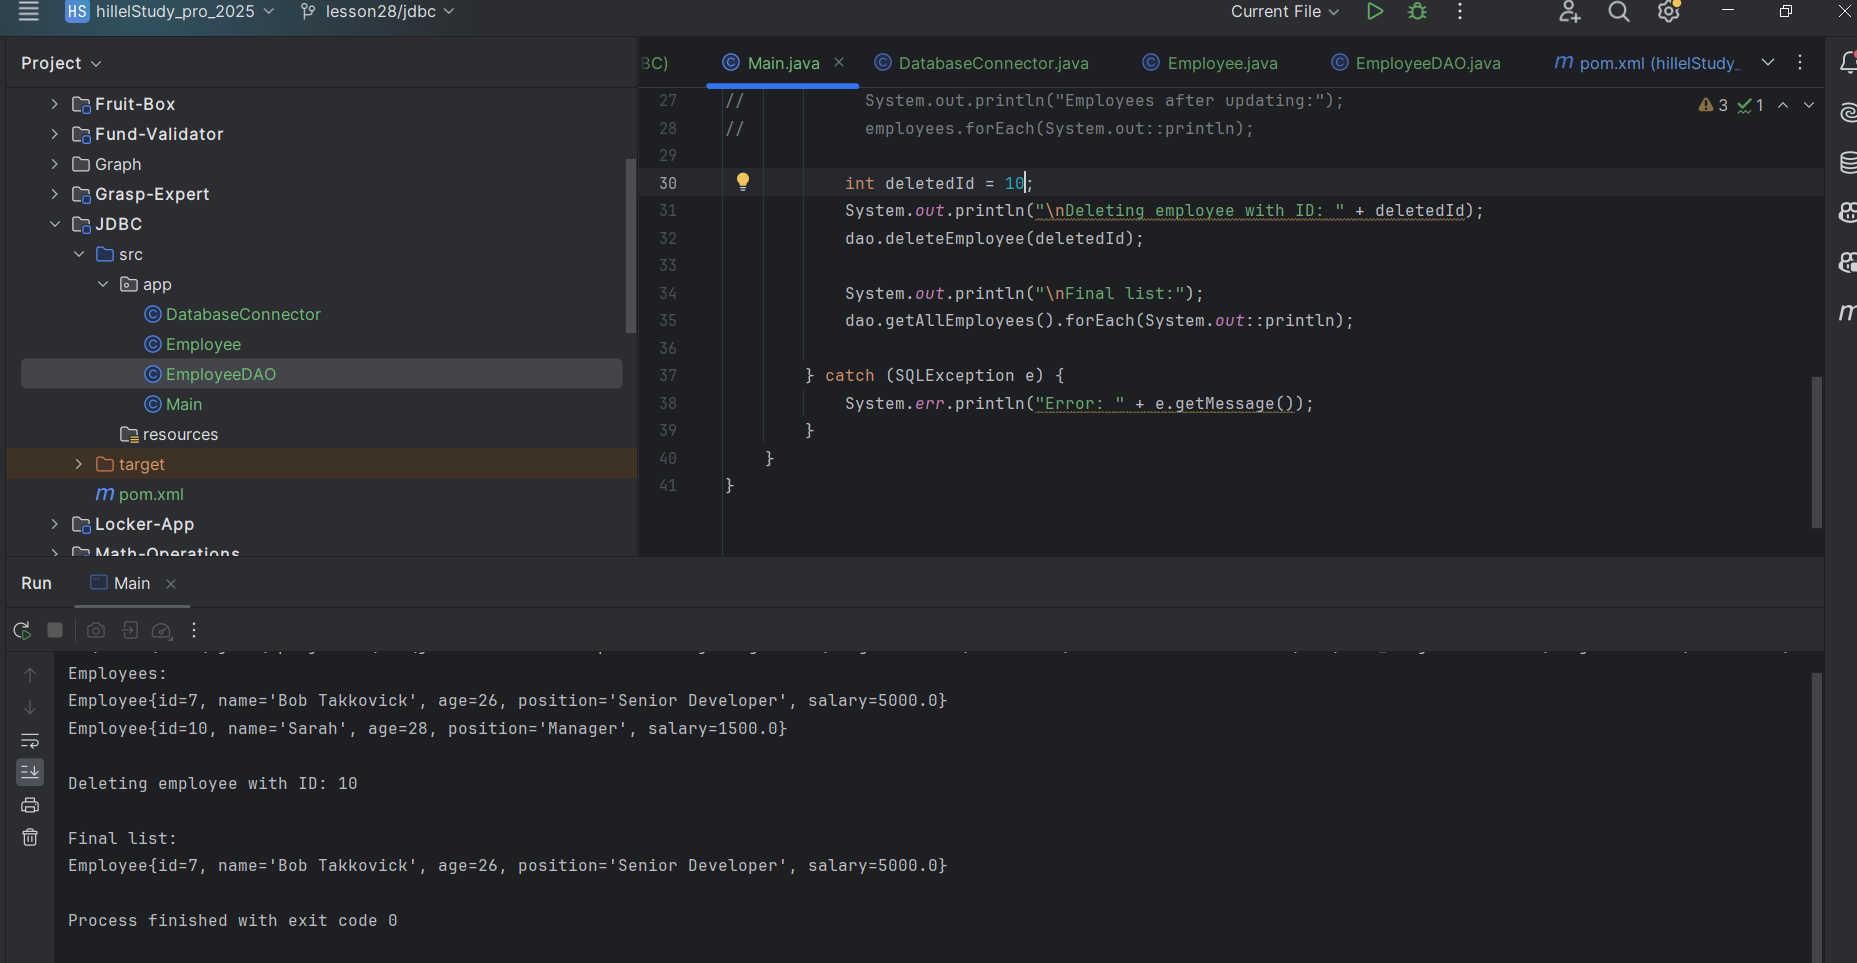 HS hillelStudy_pro_2025 lesson28/jdbc Current File
Project
Fruit-Box
Fund-Validator
Graph
Grasp-Expert
JDBC
src
app
DatabaseConnector
Employee
EmployeeDAO
Main
resources
target
m pom.xml
Locker-App
Math-Operations
BC) Main.java DatabaseConnector.java Employee.java EmployeeDAO.java m pom.xml (hillelStudy_
3 1
27 // System.out.println("Employees after updating:");
28 // employees.forEach(System.out::println);
29
30 int deletedId = 10;
31 System.out.println("\nDeleting employee with ID: " + deletedId);
32 dao.deleteEmployee(deletedId);
33
34 System.out.println("\nFinal list:");
35 dao.getAllEmployees().forEach(System.out::println);
36
37 } catch (SQLException e) {
38 System.err.println("Error: " + e.getMessage());
39 }
40 }
41 }
Run Main
Employees:
Employee{id=7, name='Bob Takkovick', age=26, position='Senior Developer', salary=5000.0}
Employee{id=10, name='Sarah', age=28, position='Manager', salary=1500.0}
Deleting employee with ID: 10
Final list:
Employee{id=7, name='Bob Takkovick', age=26, position='Senior Developer', salary=5000.0}
Process finished with exit code 0